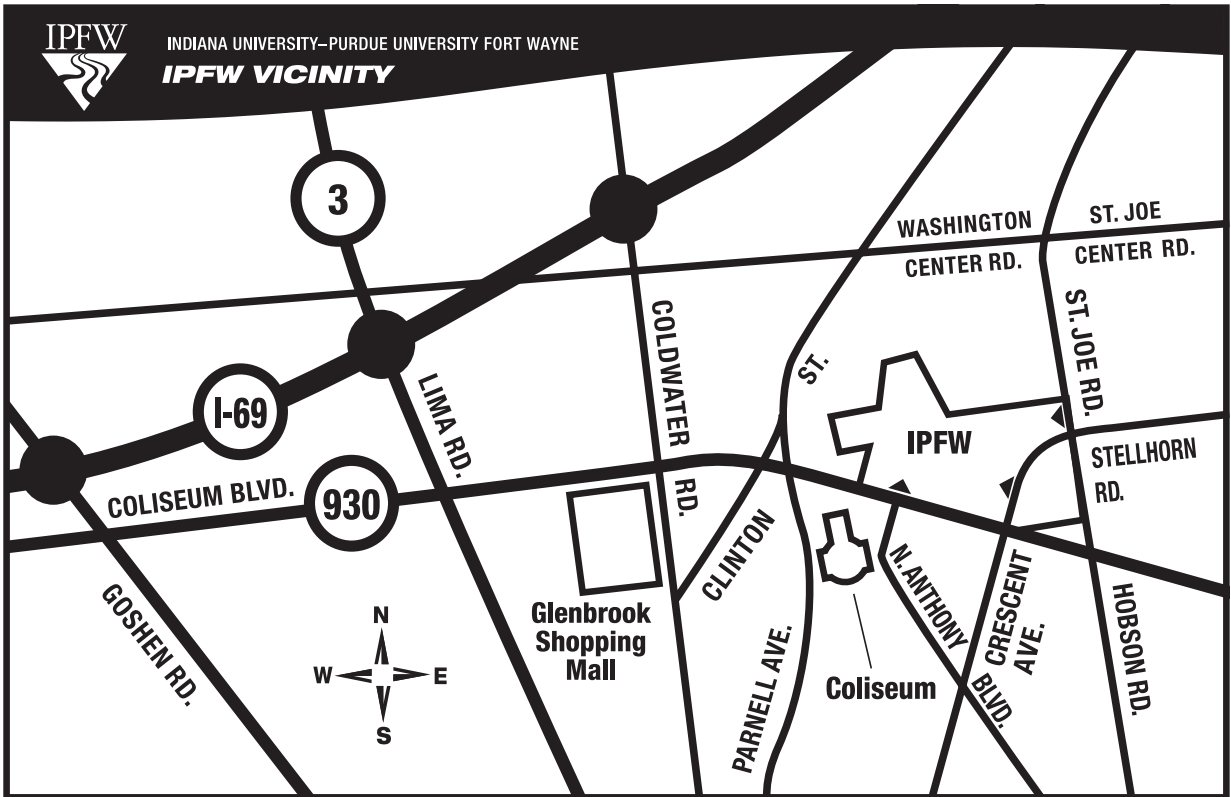 IPFW
INDIANA UNIVERSITY–PURDUE UNIVERSITY FORT WAYNE
IPFW VICINITY
3
WASHINGTON
CENTER RD.
ST. JOE
CENTER RD.
COLDWATER
RD.
ST.
ST. JOE RD.
LIMA RD.
I-69
IPFW
STELLHORN
RD.
COLISEUM BLVD.
930
CLINTON
N. ANTHONY
BLVD.
CRESCENT
AVE.
HOBSON RD.
GOSHEN RD.
Glenbrook
Shopping
Mall
N
W
E
S
PARNELL AVE.
Coliseum